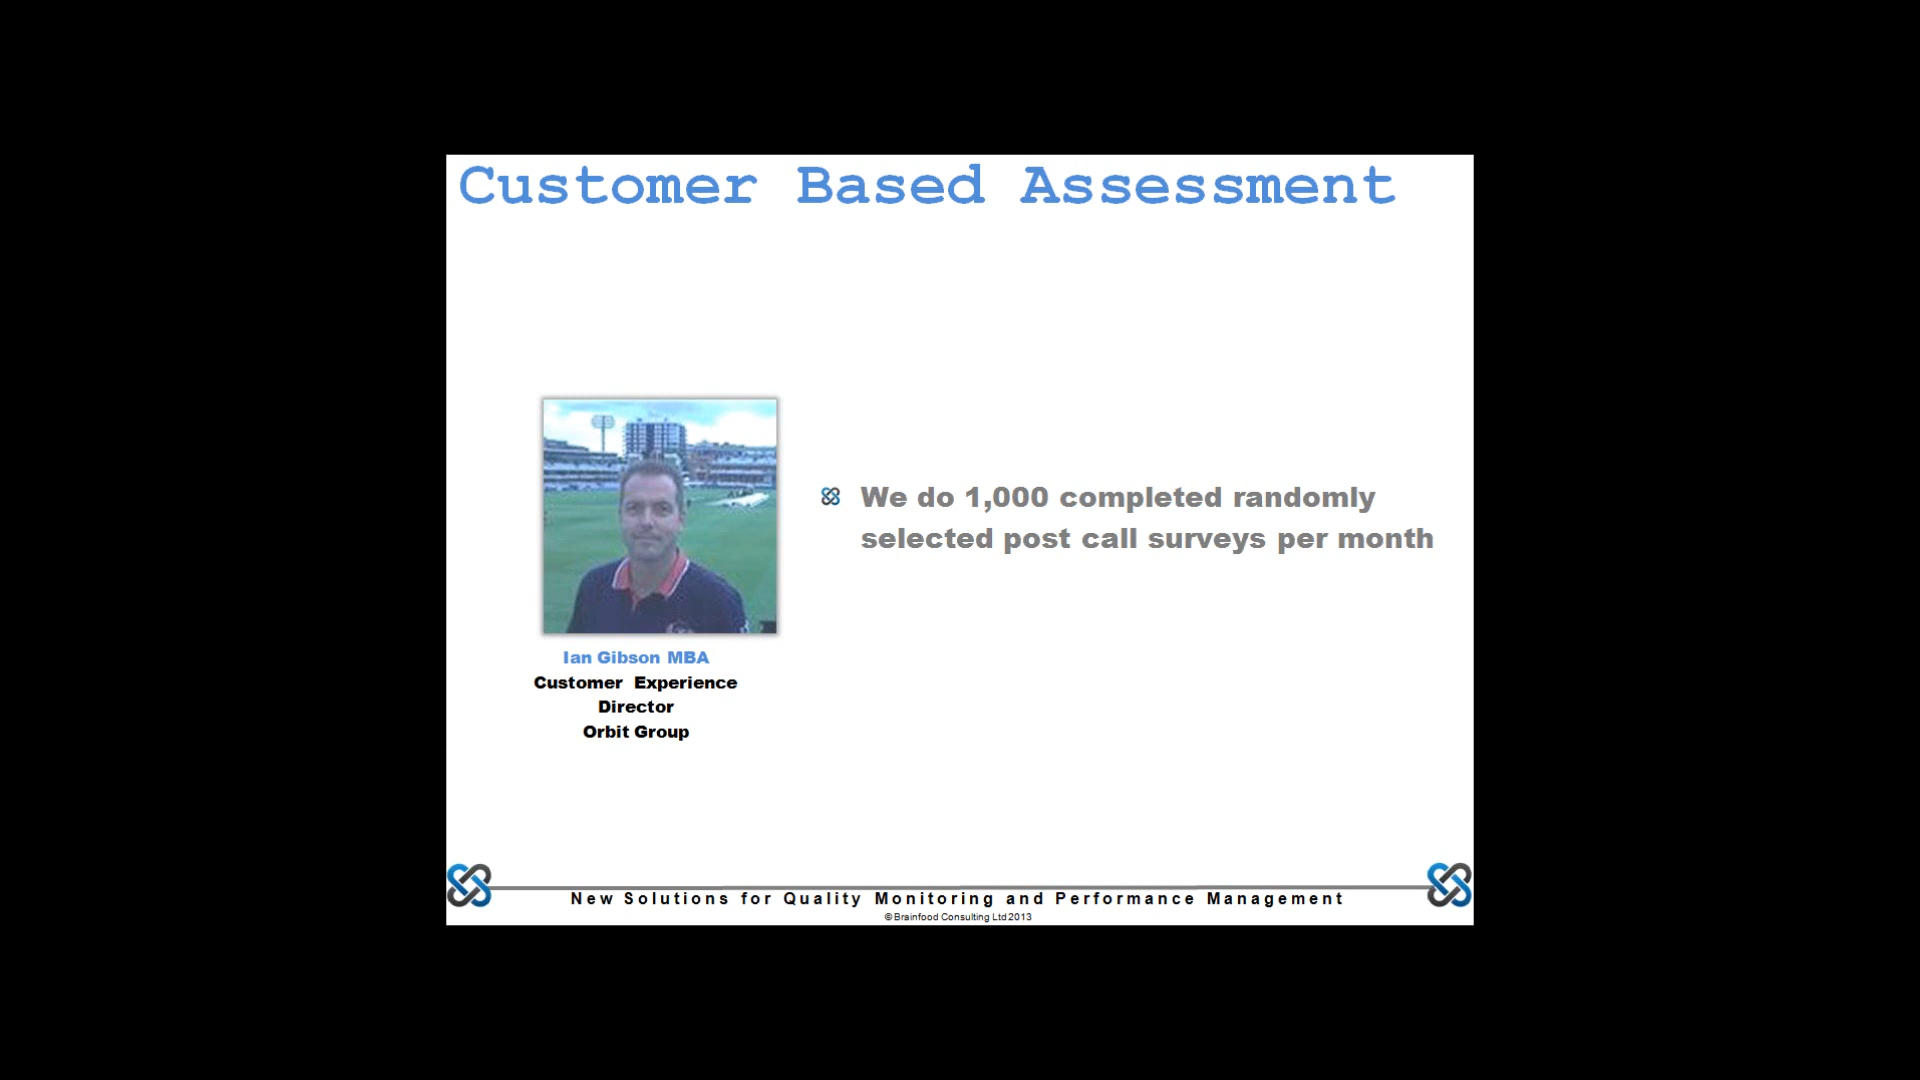 Customer Based Assessment
We do 1,000 completed randomly
selected post call surveys per month
Ian Gibson MBA
Customer Experience
Director
Orbit Group
New Solutions for Quality Monitoring and Performance Management
© Brainfood Consulting Ltd 2013